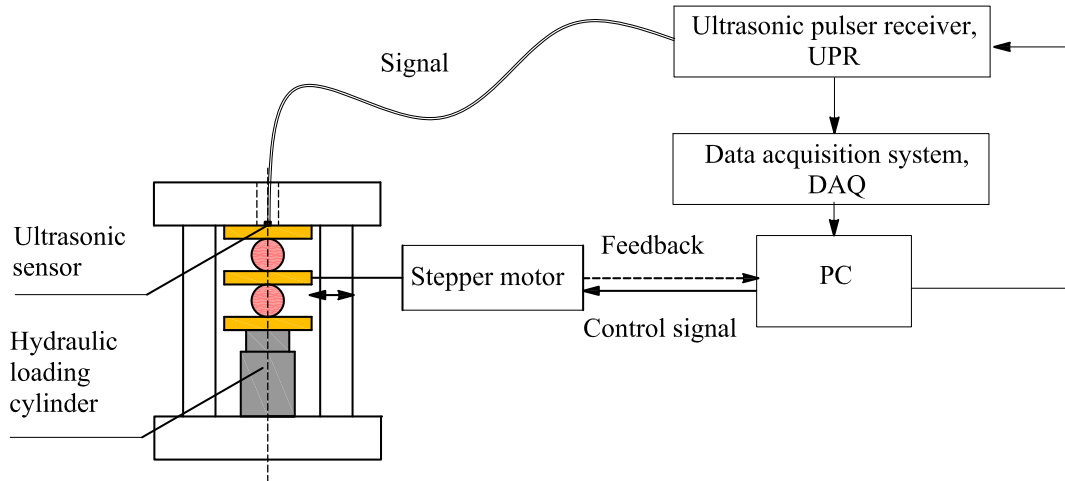 Ultrasonic pulser receiver,
UPR
Signal
Data acquisition system,
DAQ
Ultrasonic
sensor
Feedback
Stepper motor
PC
Control signal
Hydraulic
loading
cylinder